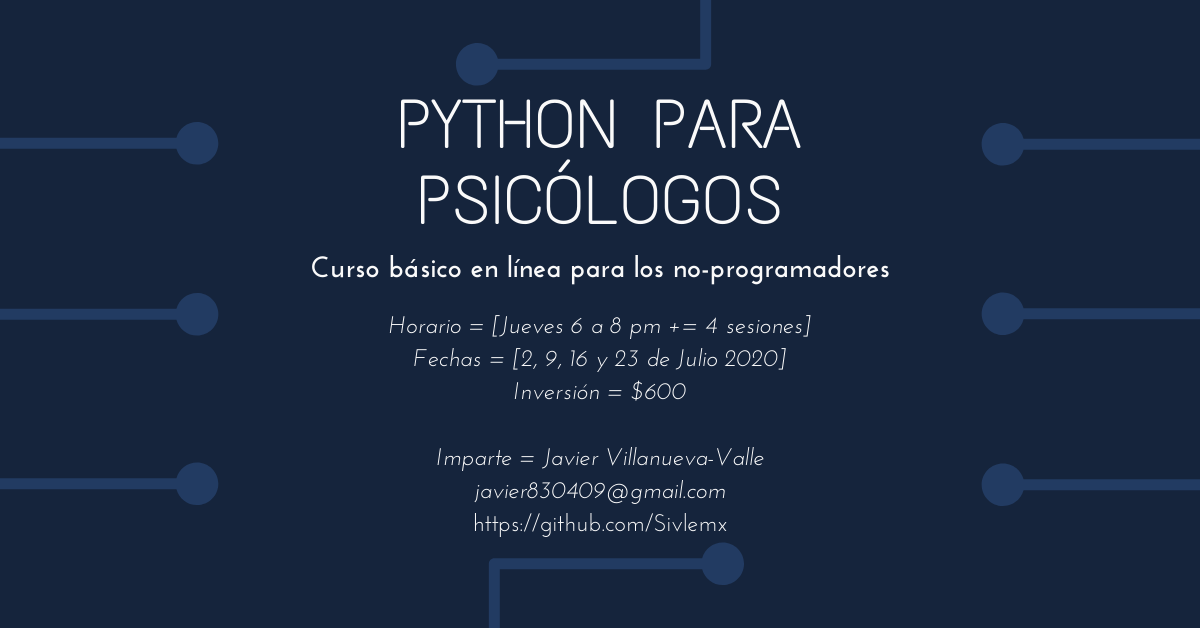 PYTHON PARA
PSICÓLOGOS
Curso básico en línea para los no-programadores
Horario = [Jueves 6 a 8 pm += 4 sesiones]
Fechas = [2, 9, 16 y 23 de Julio 2020]
Inversión = $600
Imparte = Javier Villanueva-Valle
javier830409@gmail.com
https://github.com/Sivlemx